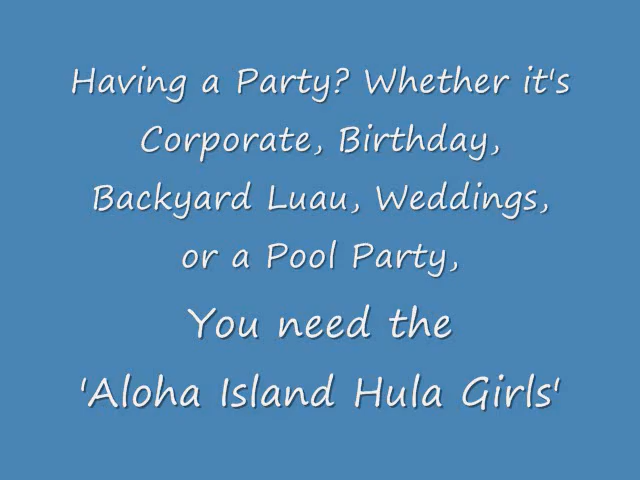 Having a Party? Whether it's
Corporate, Birthday,
Backyard Luau, Weddings,
or a Pool Party,
You need the
'Aloha Island Hula Girls'